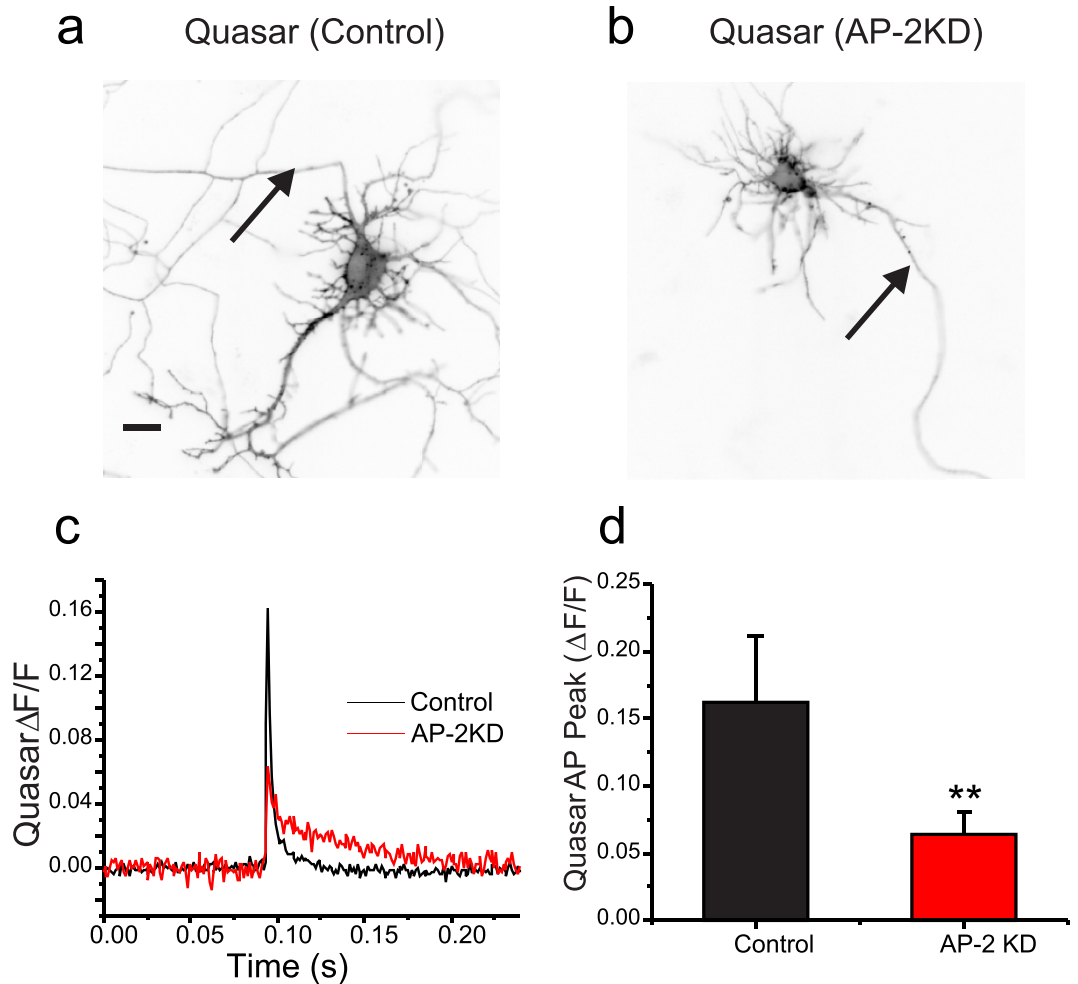 a
Quasar (Control)
b
Quasar (AP-2KD)
c
Quasar ΔF/F
0.16
0.12
0.08
0.04
0.00
0.00
0.05
0.10
0.15
0.20
Time (s)
Control
AP-2KD
d
Quasar AP Peak (ΔF/F)
0.25
0.20
0.15
0.10
0.05
0.00
**
Control
AP-2 KD